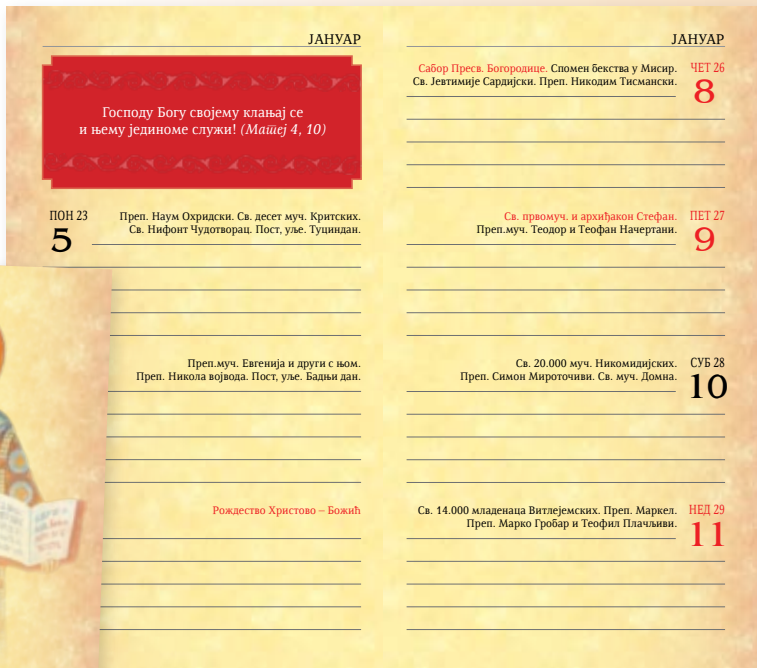 ЈАНУАР
Господу Богу својему клањај се
и њему јединоме служи! (Матеј 4, 10)
ПОН 23
5
Преп. Наум Охридски. Св. десет муч. Критских.
Св. Нифонт Чудотворац. Пост, уље. Туциндан.
Преп.муч. Евгенија и други с њом.
Преп. Никола војвода. Пост, уље. Бадњи дан.
Рождество Христово – Божић
ЈАНУАР
Сабор Пресв. Богородице. Спомен бекства у Мисир.
Св. Јевтимије Сардијски. Преп. Никодим Тисмански.
ЧЕТ 26
8
Св. првомуч. и архиђакон Стефан.
Преп.муч. Теодор и Теофан Начертани.
ПЕТ 27
9
Св. 20.000 муч. Никомидијских.
Преп. Симон Мироточиви. Св. муч. Домна.
СУБ 28
10
Св. 14.000 младенаца Витлејемских. Преп. Маркел.
Преп. Марко Гробар и Теофил Плачљиви.
НЕД 29
11